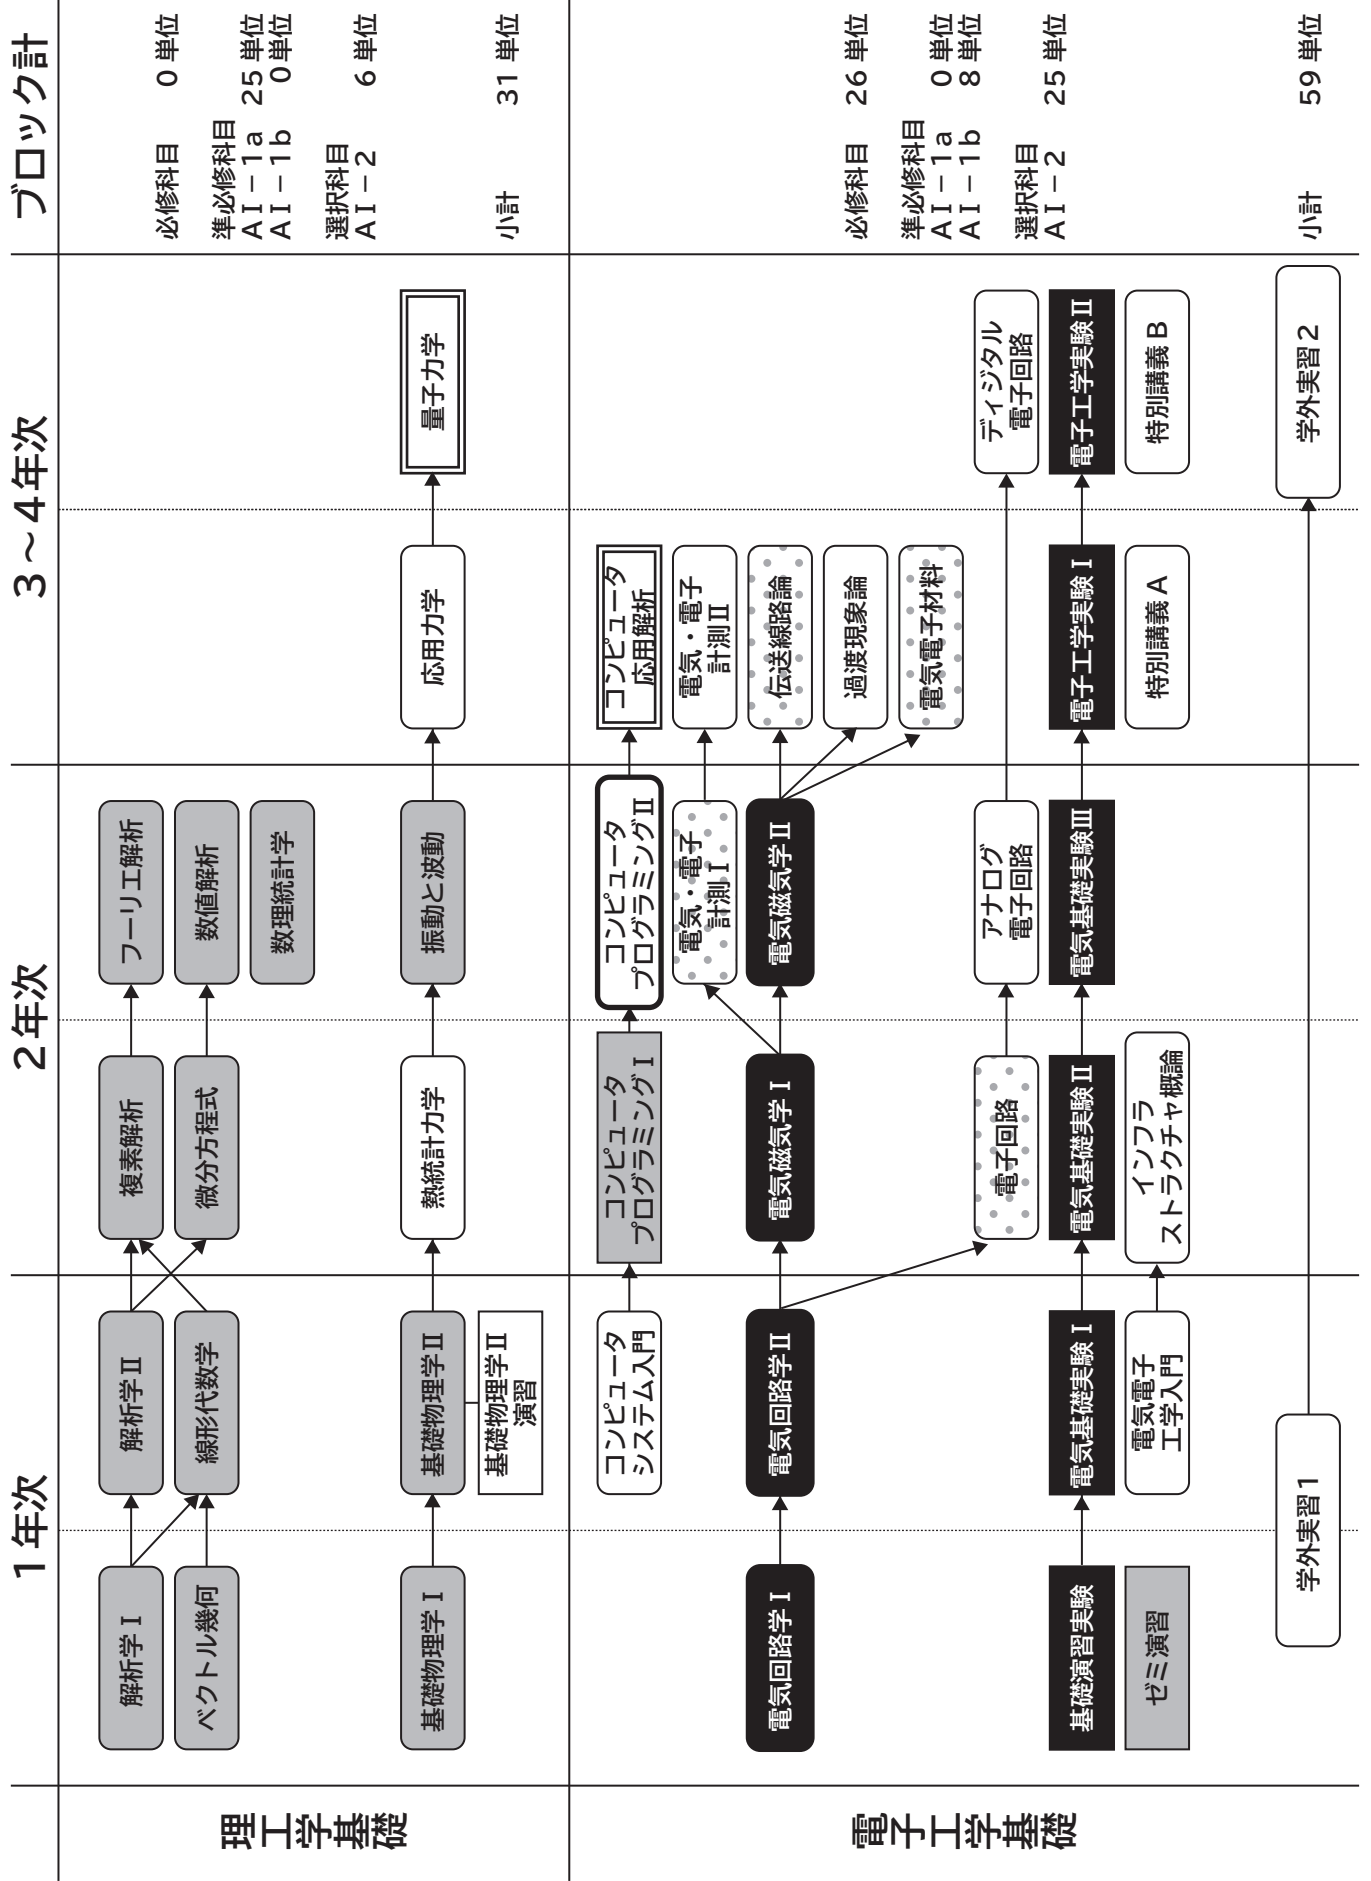 1年次
2年次
3～4年次
ブロック計
理工学基礎
解析学Ⅰ
解析学Ⅱ
複素解析
フーリエ解析
ベクトル幾何
線形代数学
微分方程式
数値解析
数理統計学
基礎物理学Ⅰ
基礎物理学Ⅱ
熱統計力学
振動と波動
応用力学
量子力学
基礎物理学Ⅱ
演習
必修科目 0単位
準必修科目
AI－1a 25単位
AI－1b 0単位
選択科目
AI－2 6単位
小計 31単位
電子工学基礎
コンピュータ
システム入門
コンピュータ
プログラミングⅠ
コンピュータ
プログラミングⅡ
コンピュータ
応用解析
電気・電子
計測Ⅰ
電気・電子
計測Ⅱ
電気回路学Ⅰ
電気回路学Ⅱ
電気磁気学Ⅰ
電気磁気学Ⅱ
伝送線路論
過渡現象論
電気電子材料
電子回路
アナログ
電子回路
ディジタル
電子回路
基礎演習実験
電気基礎実験Ⅰ
電気基礎実験Ⅱ
電気基礎実験Ⅲ
電子工学実験Ⅰ
電子工学実験Ⅱ
ゼミ演習
電気電子
工学入門
インフラ
ストラクチャ概論
特別講義A
特別講義B
学外実習1
学外実習2
必修科目 26単位
準必修科目
AI－1a 0単位
AI－1b 8単位
選択科目
AI－2 25単位
小計 59単位